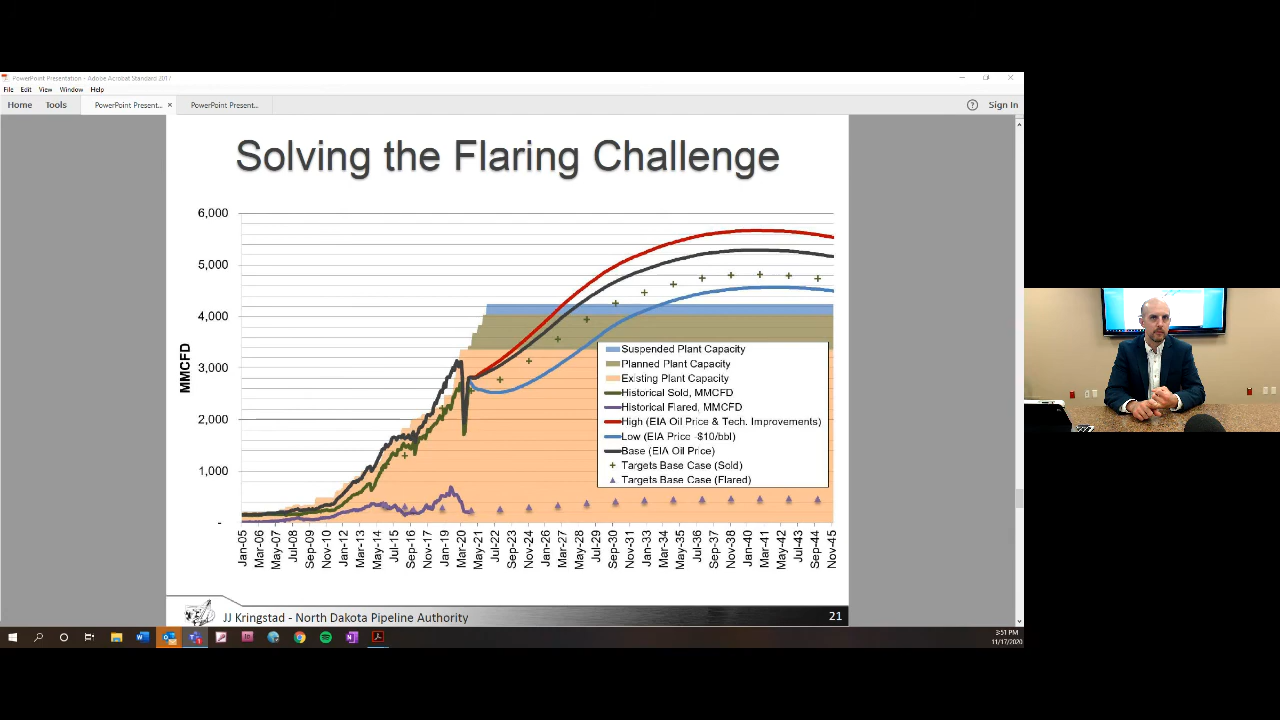 PowerPoint Presentation - Adobe Acrobat Standard 2017
File Edit View Window Help
Home Tools PowerPoint Present... × PowerPoint Present... ? Sign In
Solving the Flaring Challenge
MMCFD
6,000
5,000
4,000
3,000
2,000
1,000
-
Suspended Plant Capacity
Planned Plant Capacity
Existing Plant Capacity
Historical Sold, MMCFD
Historical Flared, MMCFD
High (EIA Oil Price & Tech. Improvements)
Low (EIA Price -$10/bbl)
Base (EIA Oil Price)
Targets Base Case (Sold)
Targets Base Case (Flared)
Jan-05 Mar-06 May-07 Jul-08 Sep-09 Nov-10 Jan-12 Mar-13 May-14 Jul-15 Sep-16 Nov-17 Jan-19 Mar-20 May-21 Jul-22 Sep-23 Nov-24 Jan-26 Mar-27 May-28 Jul-29 Sep-30 Nov-31 Jan-33 Mar-34 May-35 Jul-36 Sep-37 Nov-38 Jan-40 Mar-41 May-42 Jul-43 Sep-44 Nov-45
JJ Kringstad - North Dakota Pipeline Authority 21
3:51 PM
11/17/2020